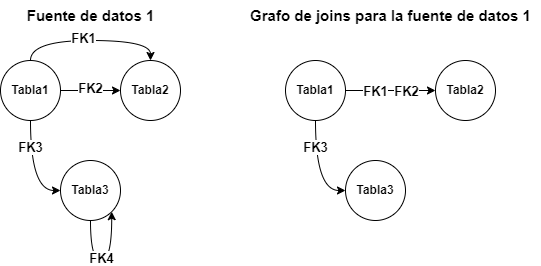 Fuente de datos 1
Grafo de joins para la fuente de datos 1
FK1
Tabla1
FK2
Tabla2
Tabla1
FK1-FK2
Tabla2
FK3
FK3
Tabla3
Tabla3
FK4